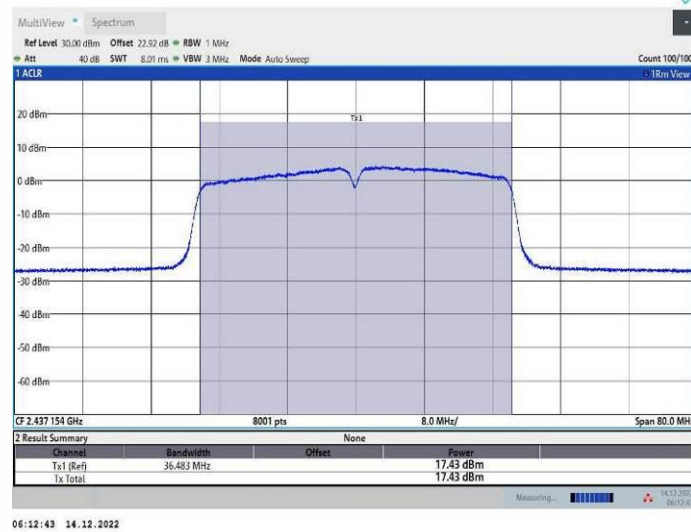 MultiView Spectrum
Ref Level 30.00 dBm Offset 22.92 dB RBW 1 MHz
Att 40 dB SWT 8.01 ms VBW 3 MHz Mode Auto Sweep Count 100/100
1 ACLR 1Rm View
Tx1
20 dBm
10 dBm
0 dBm
-10 dBm
-20 dBm
-30 dBm
-40 dBm
-50 dBm
-60 dBm
CF 2.437 154 GHz 8001 pts 8.0 MHz/ Span 80.0 MH
2 Result Summary None
Channel Bandwidth Offset Power
Tx1 (Ref) 36.483 MHz 17.43 dBm
Tx Total 17.43 dBm
Measuring...
06:12:43 14.12.2022